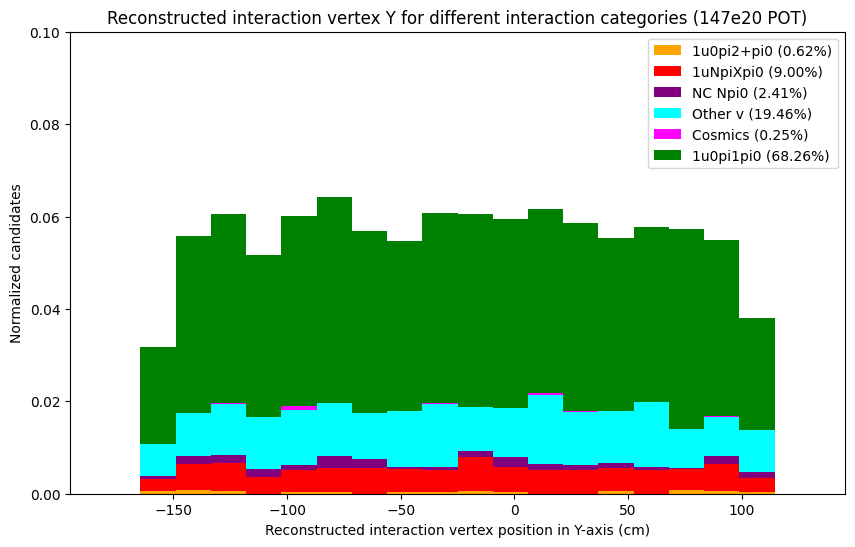 Reconstructed interaction vertex Y for different interaction categories (147e20 POT)
1u0pi2+pi0 (0.62%)
1uNpiXpi0 (9.00%)
NC Npi0 (2.41%)
Other v (19.46%)
Cosmics (0.25%)
1u0pi1pi0 (68.26%)
Normalized candidates
0.10
0.08
0.06
0.04
0.02
0.00
−150
−100
−50
0
50
100
Reconstructed interaction vertex position in Y-axis (cm)